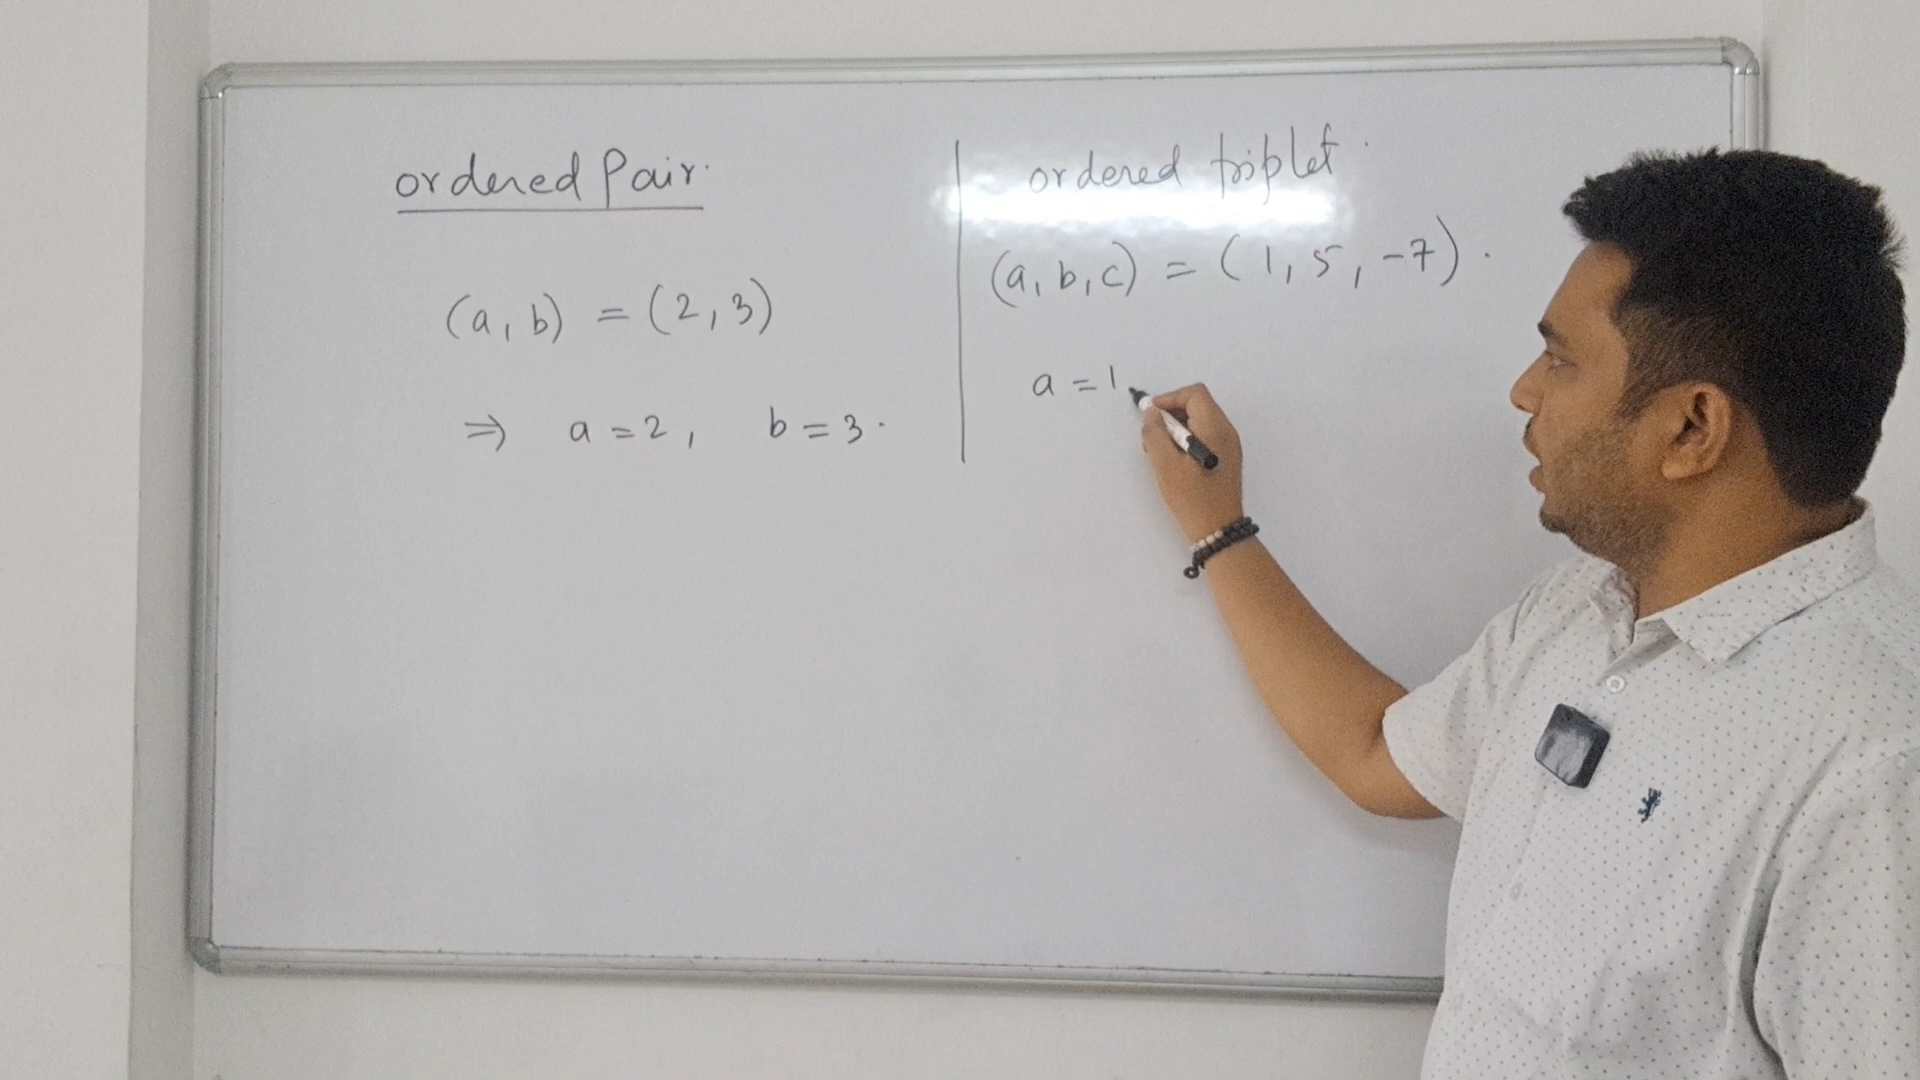 ordered Pair.
(a, b) = (2, 3)
⇒ a = 2, b = 3.
ordered triplet.
(a, b, c) = (1, 5, -7).
a = 1